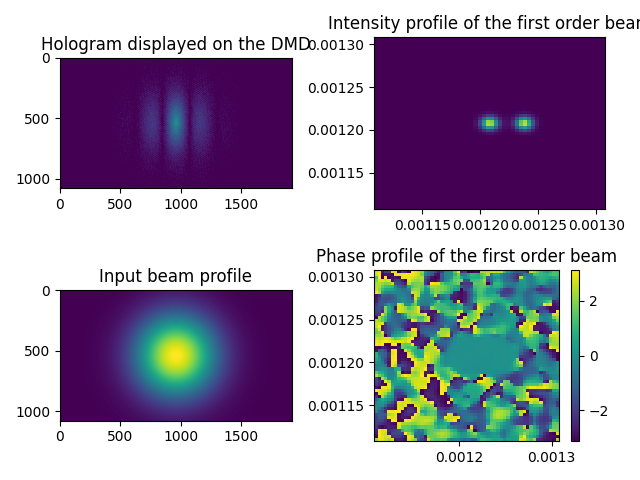 Hologram displayed on the DMD
0
500
1000
0 500 1000 1500
Intensity profile of the first order bear
0.00130
0.00125
0.00120
0.00115
0.00115 0.00120 0.00125 0.00130
Input beam profile
0
500
1000
0 500 1000 1500
Phase profile of the first order beam
0.00130
0.00125
0.00120
0.00115
0.0012 0.0013
2
0
−2